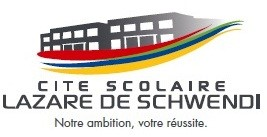 CITE SCOLAIRE
LAZARE DE SCHWENDI
Notre ambition, votre réussite.